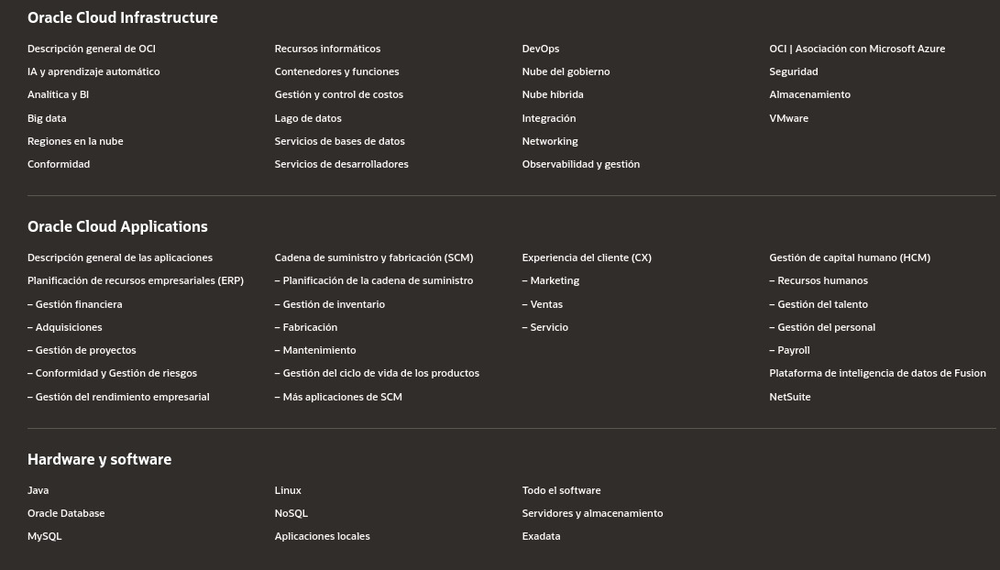 Oracle Cloud Infrastructure
Descripción general de OCI
IA y aprendizaje automático
Analítica y BI
Big data
Regiones en la nube
Conformidad
Recursos informáticos
Contenedores y funciones
Gestión y control de costos
Lago de datos
Servicios de bases de datos
Servicios de desarrolladores
DevOps
Nube del gobierno
Nube híbrida
Integración
Networking
Observabilidad y gestión
OCI | Asociación con Microsoft Azure
Seguridad
Almacenamiento
VMware
Oracle Cloud Applications
Descripción general de las aplicaciones
Planificación de recursos empresariales (ERP)
– Gestión financiera
– Adquisiciones
– Gestión de proyectos
– Conformidad y Gestión de riesgos
– Gestión del rendimiento empresarial
Cadena de suministro y fabricación (SCM)
– Planificación de la cadena de suministro
– Gestión de inventario
– Fabricación
– Mantenimiento
– Gestión del ciclo de vida de los productos
– Más aplicaciones de SCM
Experiencia del cliente (CX)
– Marketing
– Ventas
– Servicio
Gestión de capital humano (HCM)
– Recursos humanos
– Gestión del talento
– Gestión del personal
– Payroll
Plataforma de inteligencia de datos de Fusion
NetSuite
Hardware y software
Java
Oracle Database
MySQL
Linux
NoSQL
Aplicaciones locales
Todo el software
Servidores y almacenamiento
Exadata